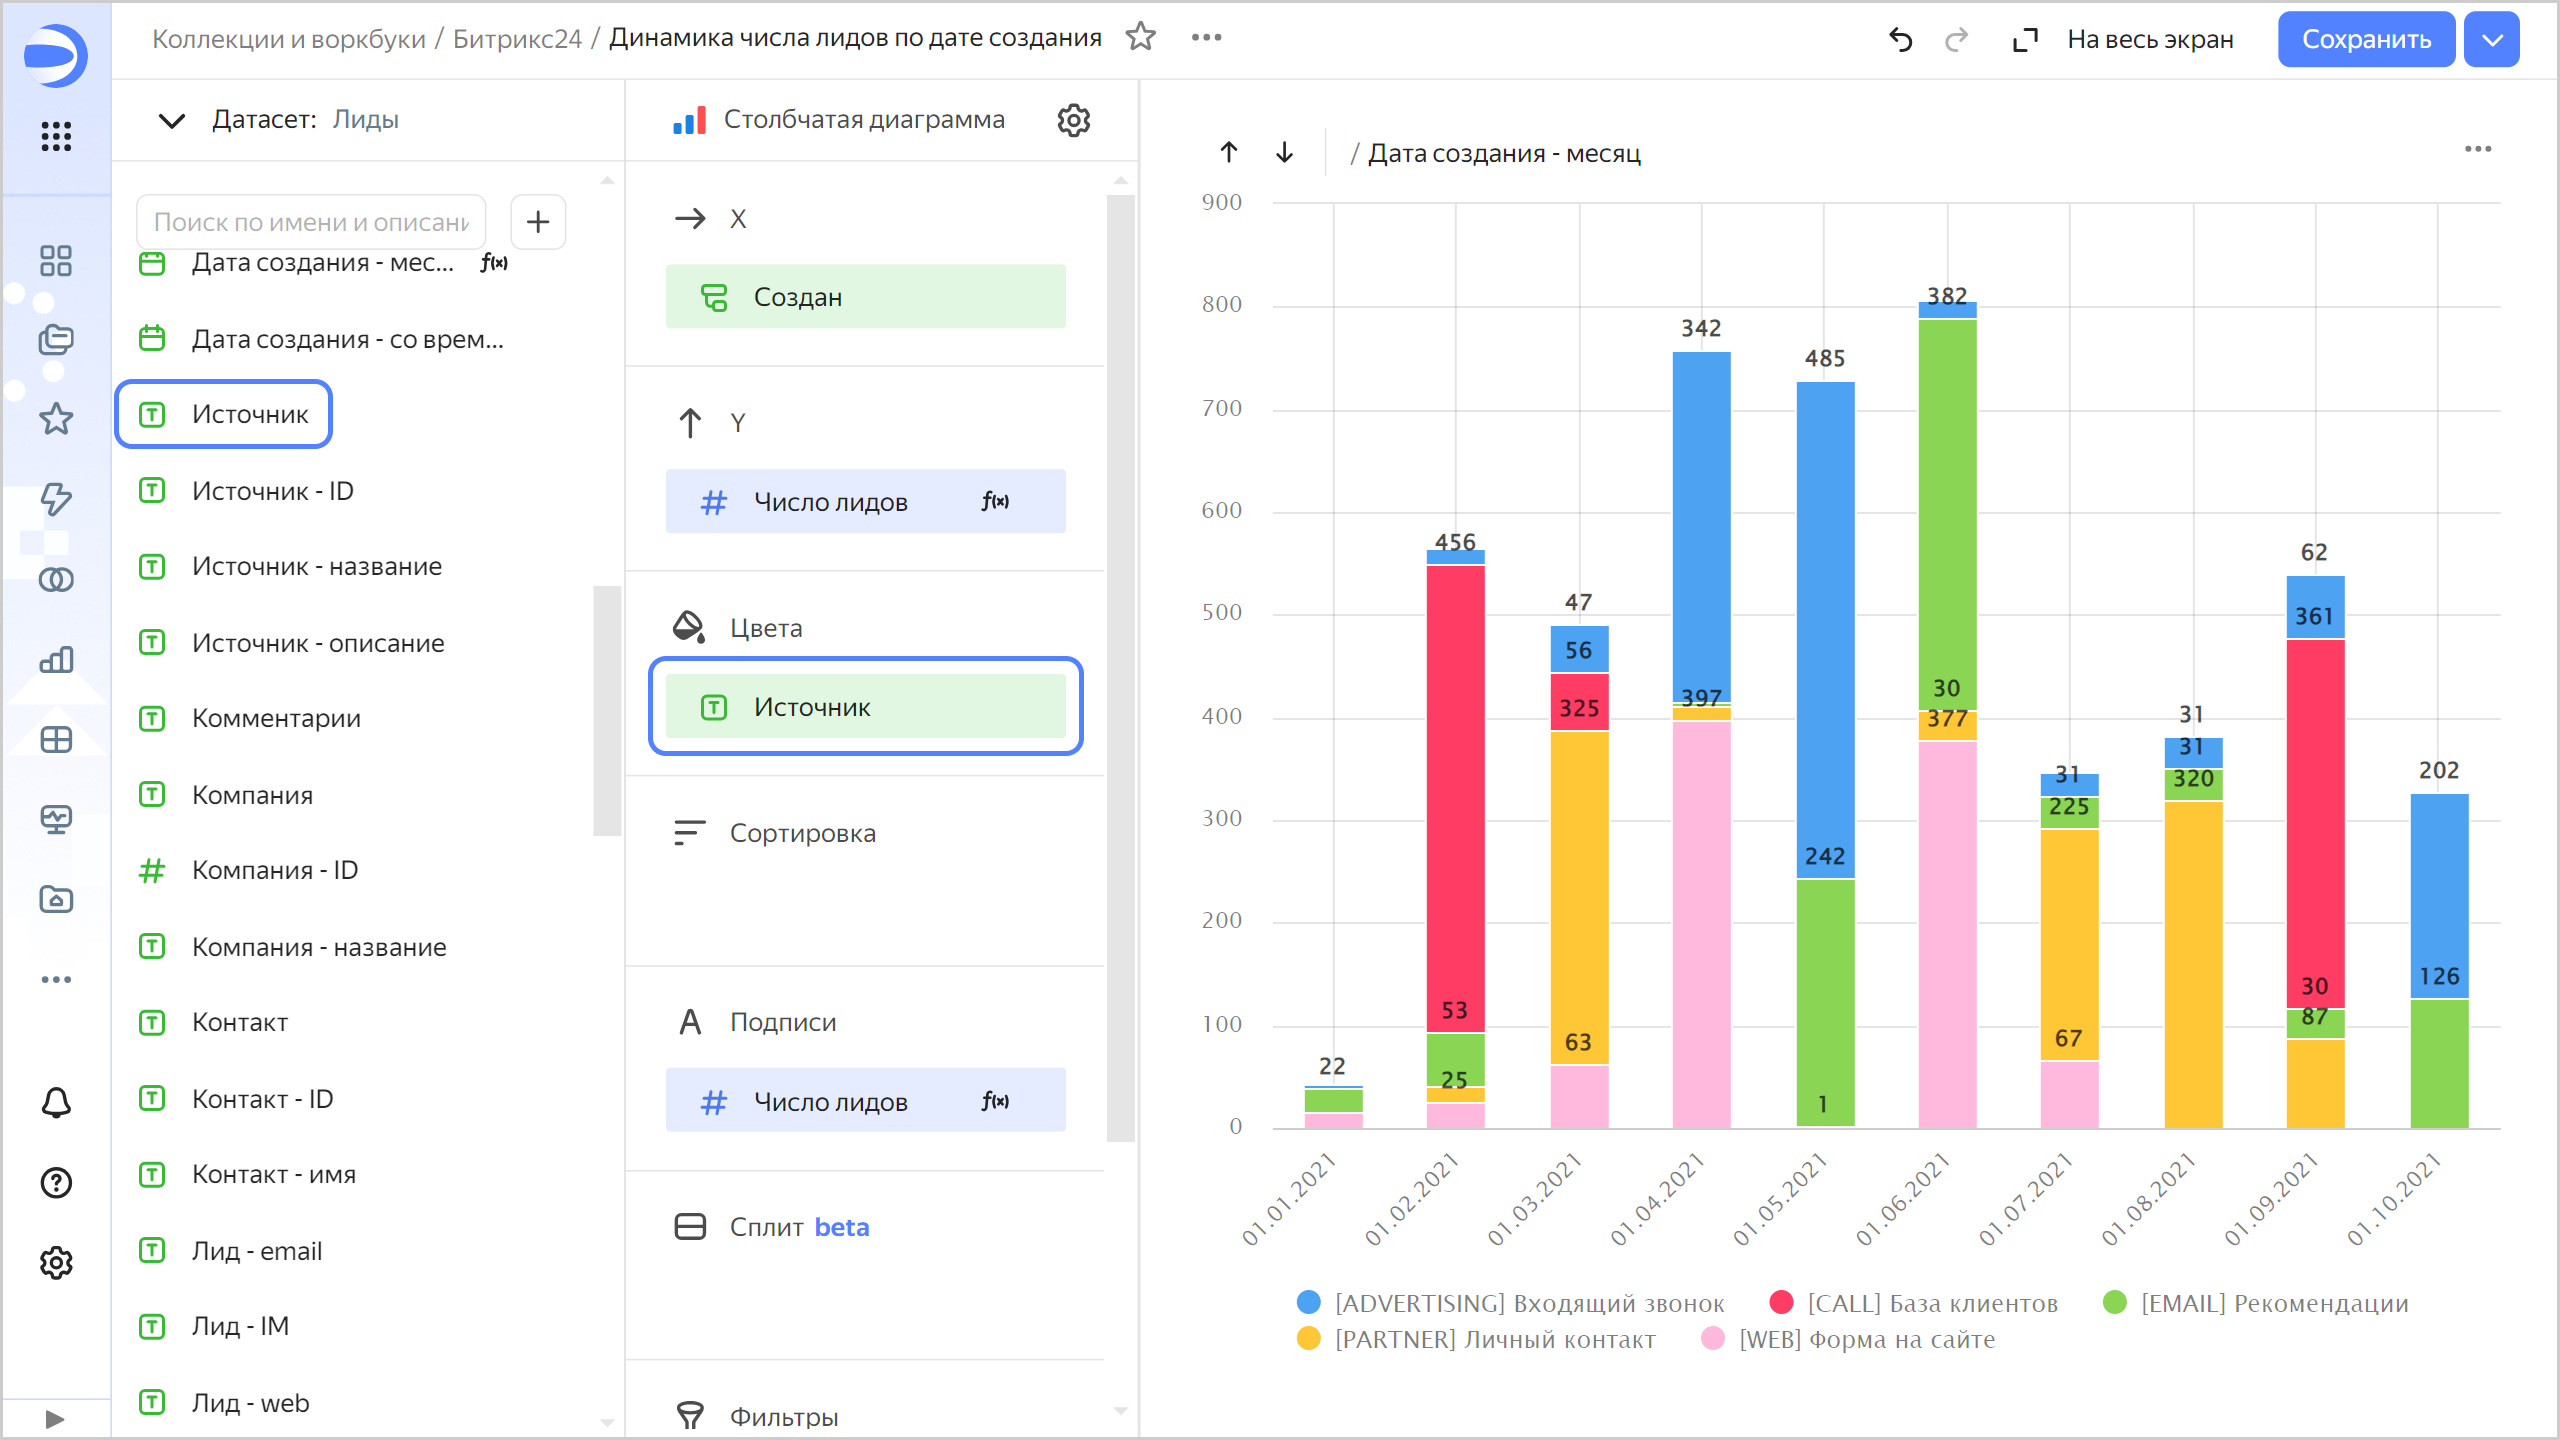 Коллекции и воркбуки / Битрикс24 / Динамика числа лидов по дате создания
На весь экран
Сохранить
Датасет: Лиды
Поиск по имени и описани
Дата создания - мес... f(x)
Дата создания - со врем...
Источник
Источник - ID
Источник - название
Источник - описание
Комментарии
Компания
Компания - ID
Компания - название
Контакт
Контакт - ID
Контакт - имя
Лид - email
Лид - IM
Лид - web
Столбчатая диаграмма
X
Создан
Y
Число лидов f(x)
Цвета
Источник
Сортировка
Подписи
Число лидов f(x)
Сплит beta
Фильтры
/ Дата создания - месяц
900
800
700
600
500
400
300
200
100
0
22
456
53
25
47
56
325
63
342
397
485
242
1
382
30
377
31
225
67
31
31
320
62
361
30
87
202
126
01.01.2021
01.02.2021
01.03.2021
01.04.2021
01.05.2021
01.06.2021
01.07.2021
01.08.2021
01.09.2021
01.10.2021
[ADVERTISING] Входящий звонок
[CALL] База клиентов
[EMAIL] Рекомендации
[PARTNER] Личный контакт
[WEB] Форма на сайте